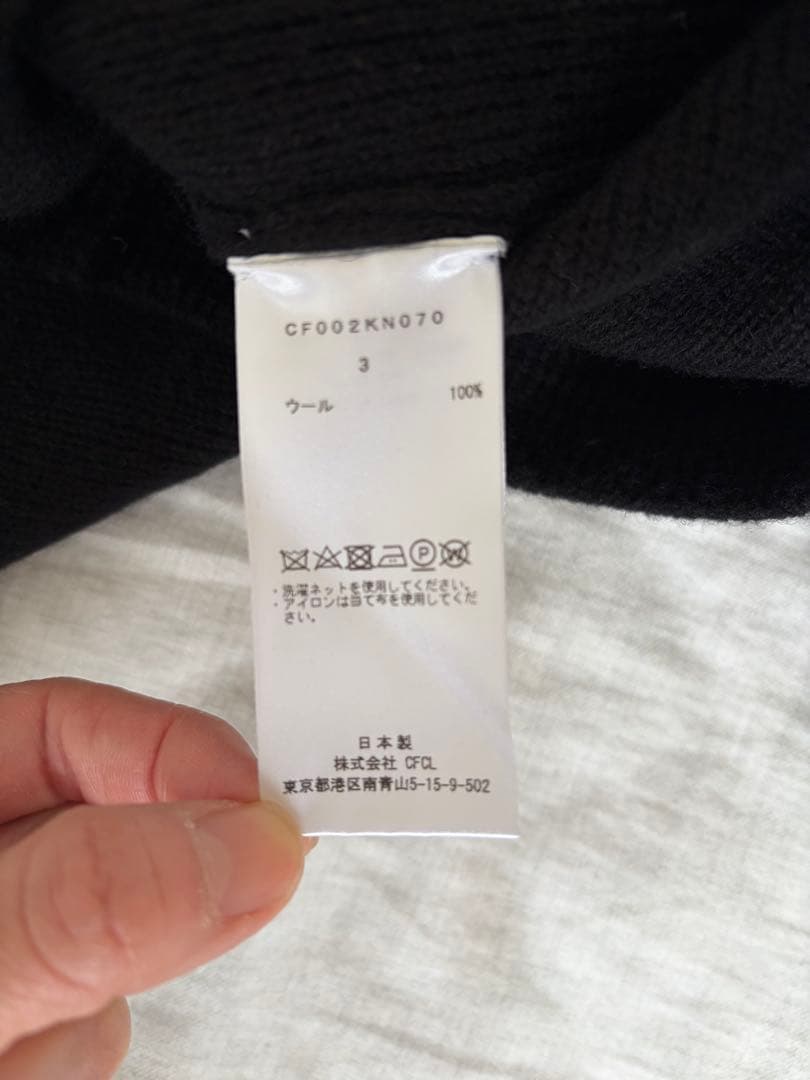 CF002KN070
3
ウール 100%
P W
・洗濯ネットを使用してください。
・アイロンは当て布を使用してくだ
さい。
日本製
株式会社 CFCL
東京都港区南青山5-15-9-502